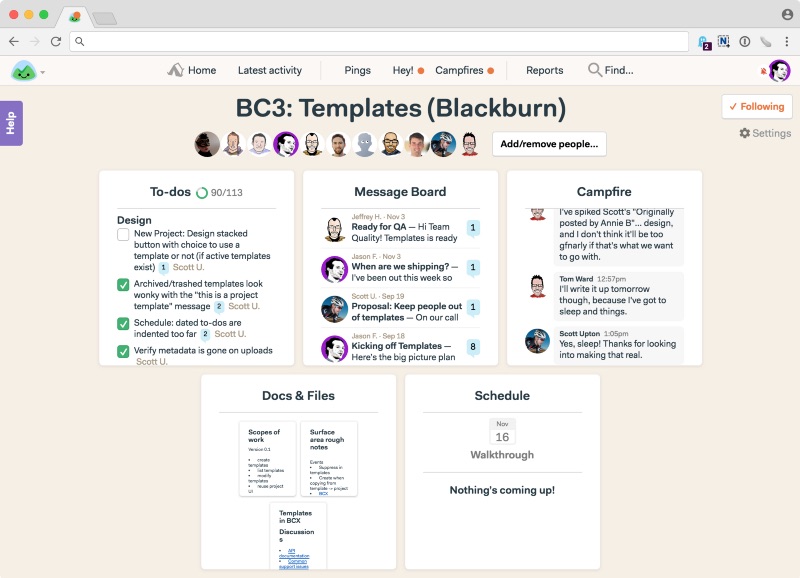 2
Home
Latest activity
Pings
Hey!
Campfires
Reports
Find...
Help
BC3: Templates (Blackburn)
Following
Settings
Add/remove people...
To-dos 90/113
Design
New Project: Design stacked
button with choice to use a
template or not (if active templates
exist) 1 Scott U.
Archived/trashed templates look
wonky with the "this is a project
template" message 2 Scott U.
Schedule: dated to-dos are
indented too far 2 Scott U.
Verify metadata is gone on uploads
Scott U.
Message Board
Jeffrey H. · Nov 3
Ready for QA — Hi Team
Quality! Templates is ready
1
Jason F. · Nov 3
When are we shipping? —
I've been out this week so
1
Scott U. · Sep 19
Proposal: Keep people out
of templates — On our call
1
Jason F. · Sep 18
Kicking off Templates —
Here's the big picture plan
8
Campfire
I've spiked Scott's "Originally
posted by Annie B"... design,
and I don't think it'll be too
gfnarly if that's what we want
to go with.
Tom Ward 12:57pm
I'll write it up tomorrow
though, because I've got to
sleep and things.
Scott Upton 1:05pm
Yes, sleep! Thanks for looking
into making that real.
Docs & Files
Scopes of
work
Version 0.1
• create
templates
• list templates
• modify
templates
• reuse project
UI
Surface
area rough
notes
Events
• Suppress in
templates
• Create when
copying from
template -> project
• BCX
Templates
in BCX
Discussion
s
• API
documentation
• Common
support issues
Schedule
Nov
16
Walkthrough
Nothing's coming up!